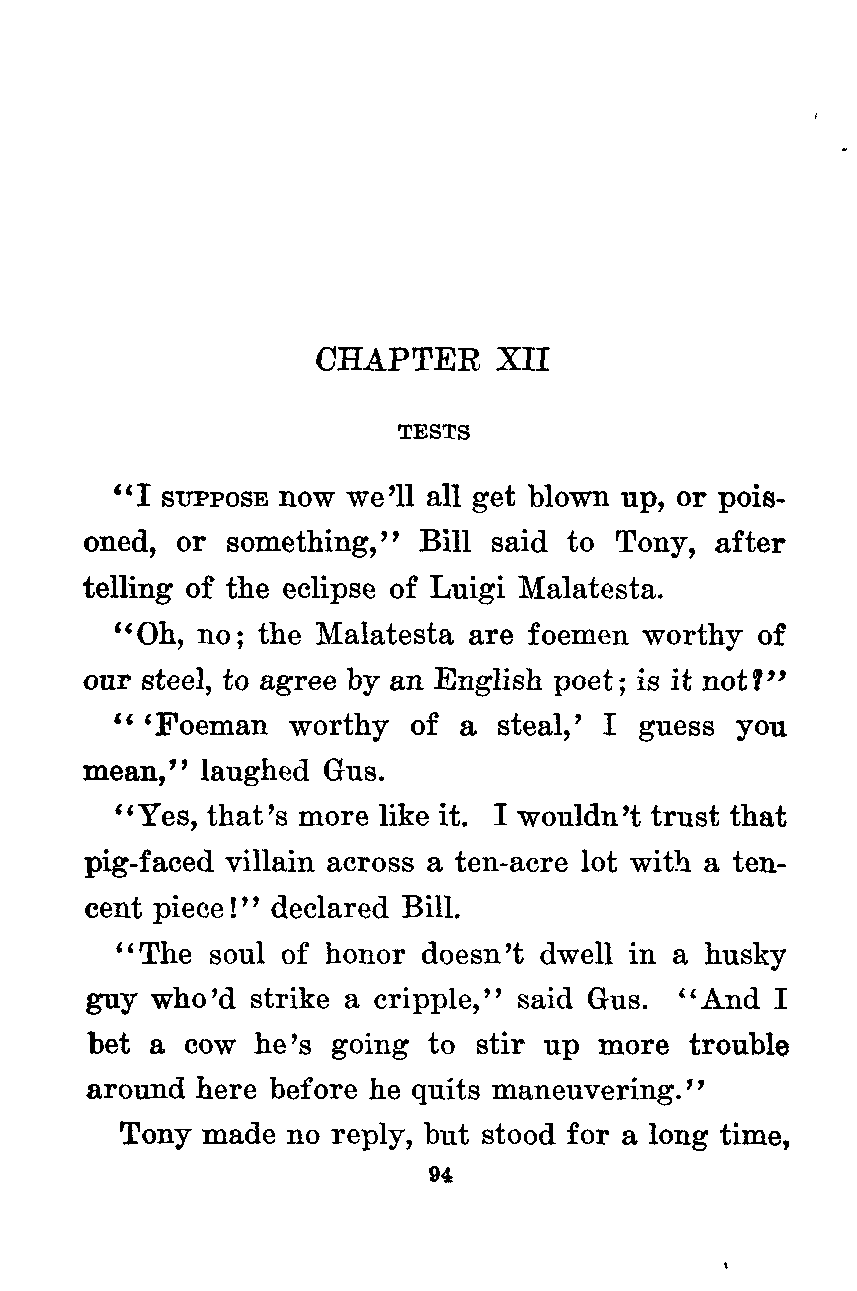 CHAPTER XII
TESTS
“I SUPPOSE now we’ll all get blown up, or pois-
oned, or something,” Bill said to Tony, after
telling of the eclipse of Luigi Malatesta.
“Oh, no; the Malatesta are foemen worthy of
our steel, to agree by an English poet; is it not?”
“ ‘Foeman worthy of a steal,’ I guess you
mean,” laughed Gus.
“Yes, that’s more like it. I wouldn’t trust that
pig-faced villain across a ten-acre lot with a ten-
cent piece!” declared Bill.
“The soul of honor doesn’t dwell in a husky
guy who’d strike a cripple,” said Gus. “And I
bet a cow he’s going to stir up more trouble
around here before he quits maneuvering.”
Tony made no reply, but stood for a long time,
94